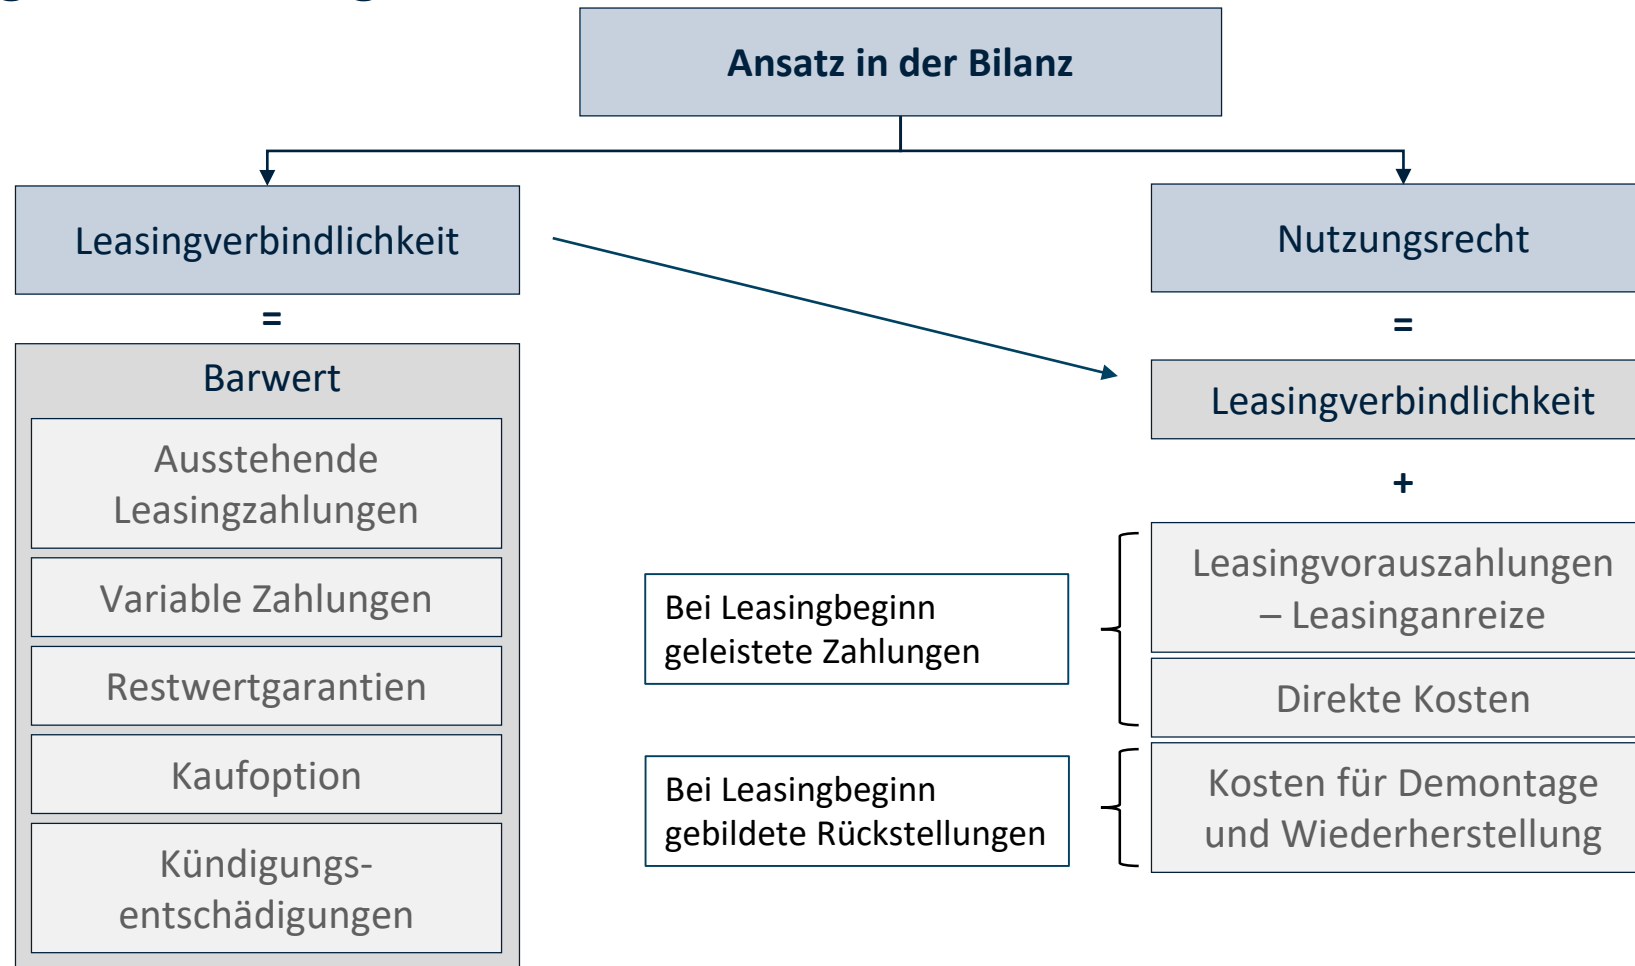 Ansatz in der Bilanz
Leasingverbindlichkeit
=
Barwert
Ausstehende
Leasingzahlungen
Variable Zahlungen
Restwertgarantien
Kaufoption
Kündigungs-
entschädigungen
Bei Leasingbeginn
geleistete Zahlungen
Bei Leasingbeginn
gebildete Rückstellungen
Nutzungsrecht
=
Leasingverbindlichkeit
+
Leasingvorauszahlungen
– Leasinganreize
Direkte Kosten
Kosten für Demontage
und Wiederherstellung